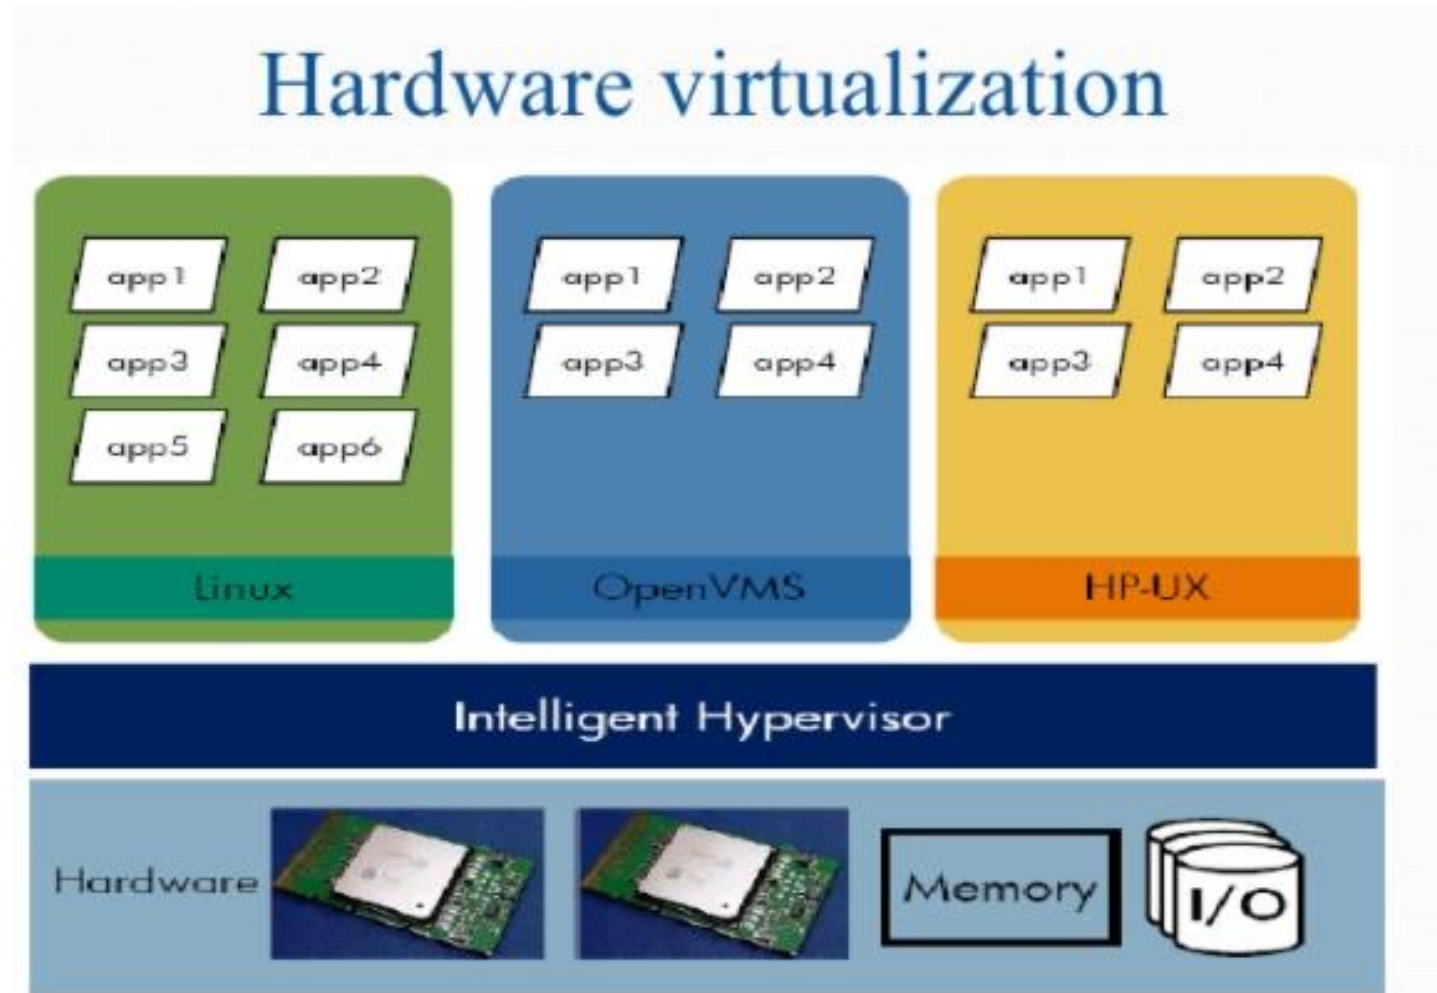 Hardware virtualization
app1 app2
app3 app4
app5 app6
Linux
app1 app2
app3 app4
OpenVMS
app1 app2
app3 app4
HP-UX
Intelligent Hypervisor
Hardware
Memory
I/O